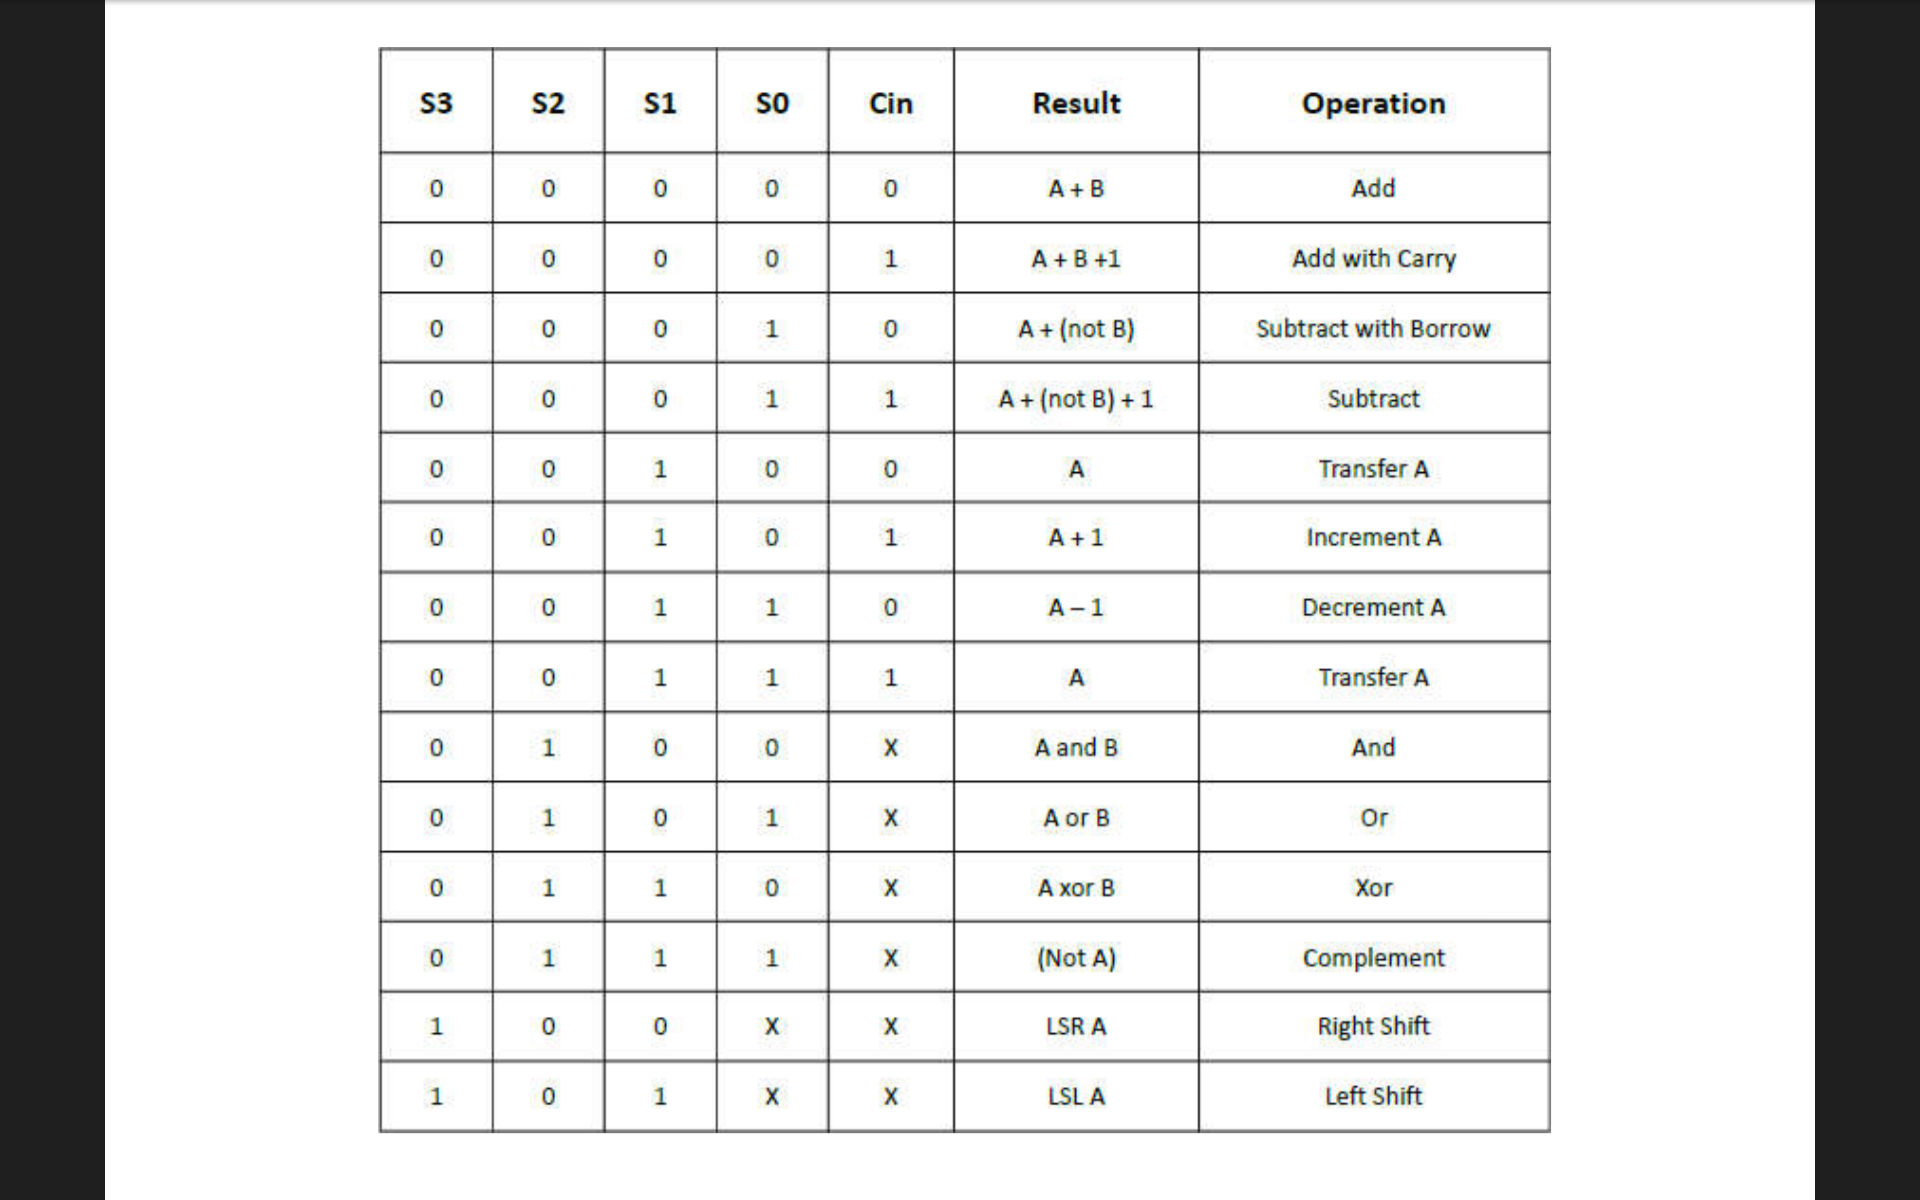 S3 S2 S1 S0 Cin Result Operation
0 0 0 0 0 A + B Add
0 0 0 0 1 A + B +1 Add with Carry
0 0 0 1 0 A + (not B) Subtract with Borrow
0 0 0 1 1 A + (not B) + 1 Subtract
0 0 1 0 0 A Transfer A
0 0 1 0 1 A + 1 Increment A
0 0 1 1 0 A – 1 Decrement A
0 0 1 1 1 A Transfer A
0 1 0 0 X A and B And
0 1 0 1 X A or B Or
0 1 1 0 X A xor B Xor
0 1 1 1 X (Not A) Complement
1 0 0 X X LSR A Right Shift
1 0 1 X X LSL A Left Shift